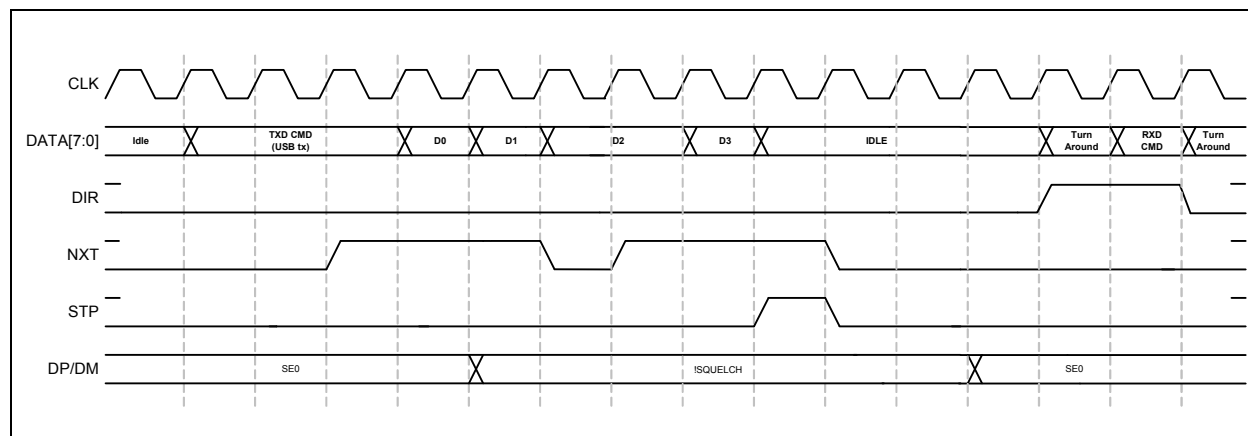 CLK
DATA[7:0]
Idle
TXD CMD
(USB tx)
D0
D1
D2
D3
IDLE
Turn
Around
RXD
CMD
Turn
Around
DIR
NXT
STP
DP/DM
SE0
!SQUELCH
SE0